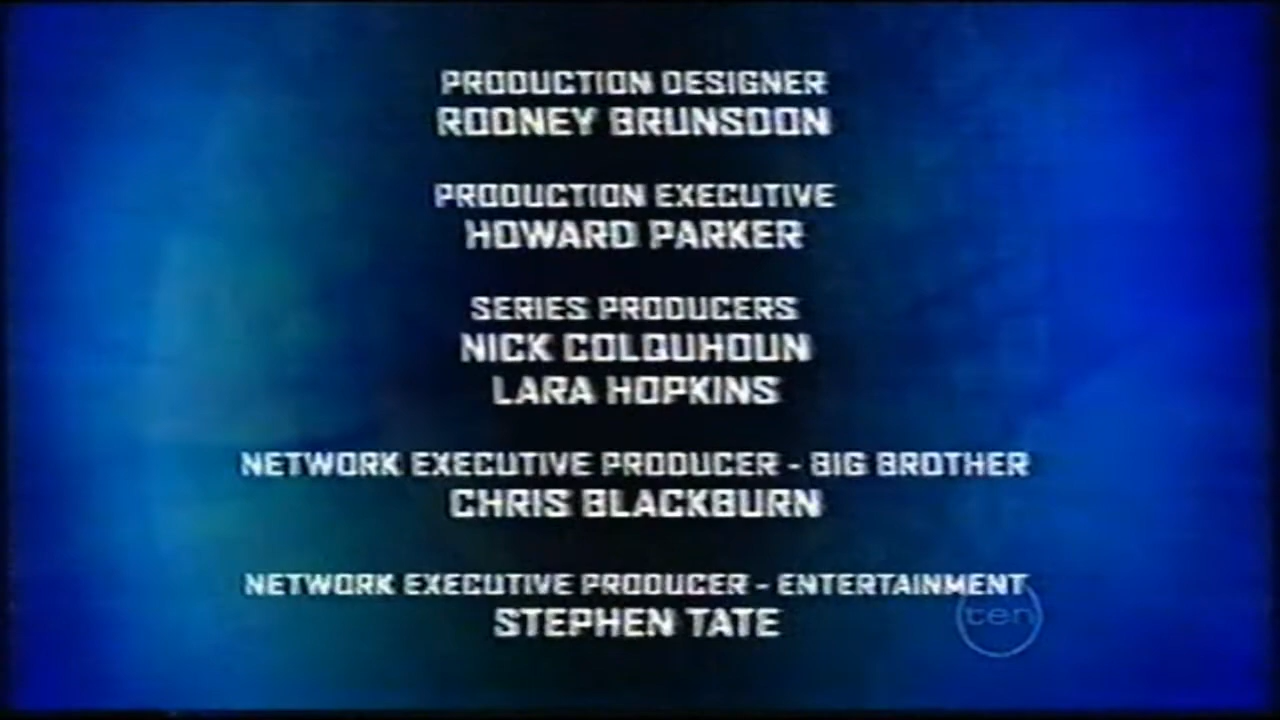 PRODUCTION DESIGNER
RODNEY BRUNSDON
PRODUCTION EXECUTIVE
HOWARD PARKER
SERIES PRODUCERS
NICK COLQUHOUN
LARA HOPKINS
NETWORK EXECUTIVE PRODUCER - BIG BROTHER
CHRIS BLACKBURN
NETWORK EXECUTIVE PRODUCER - ENTERTAINMENT
STEPHEN TATE
ten